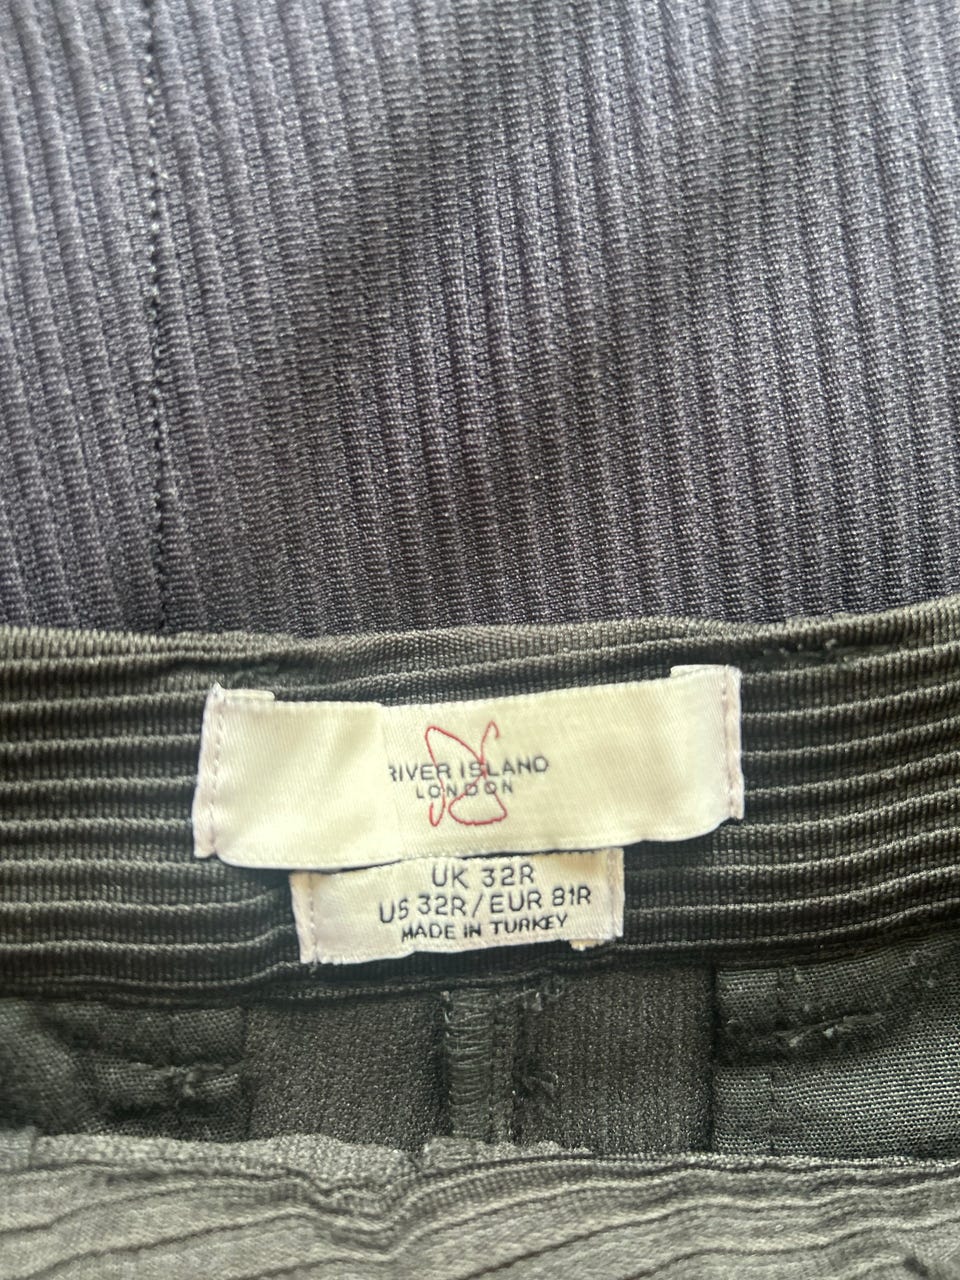 RIVER ISLAND
LONDON
UK 32R
US 32R/EUR 81R
MADE IN TURKEY